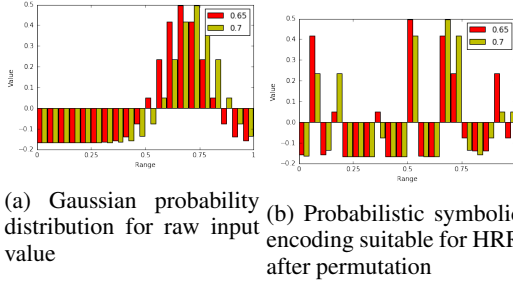 0.5
0.4
0.3
0.2
0.1
0.0
−0.1
−0.2
Value
0 0.25 0.5 0.75 1
Range
0.65
0.7
0.5
0.4
0.3
0.2
0.1
0.0
−0.1
−0.2
Value
0 0.25 0.5 0.75
Range
0.65
0.7
(a) Gaussian probability
distribution for raw input
value
(b) Probabilistic symbolic
encoding suitable for HRR
after permutation